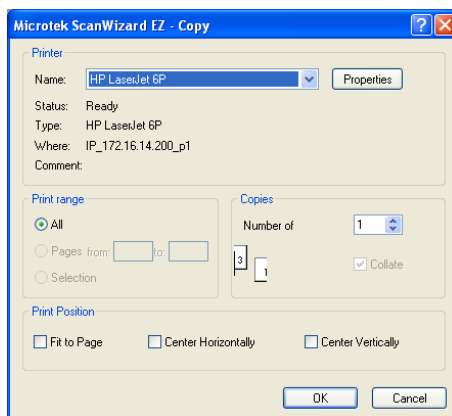 Microtek ScanWizard EZ - Copy
Printer
Name: HP LaserJet 6P Properties
Status: Ready
Type: HP LaserJet 6P
Where: IP_172.16.14.200_p1
Comment:
Print range
All
Pages from: to:
Selection
Copies
Number of 1
3 1
Collate
Print Position
Fit to Page Center Horizontally Center Vertically
OK Cancel